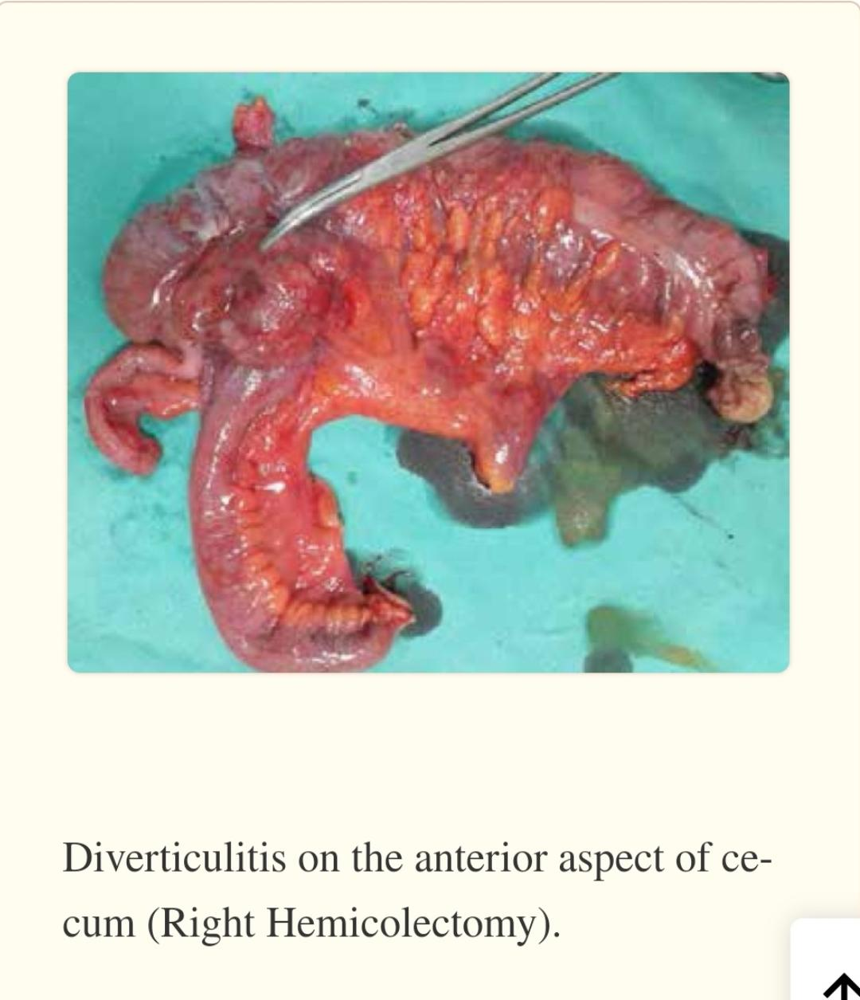 Diverticulitis on the anterior aspect of ce-
cum (Right Hemicolectomy).